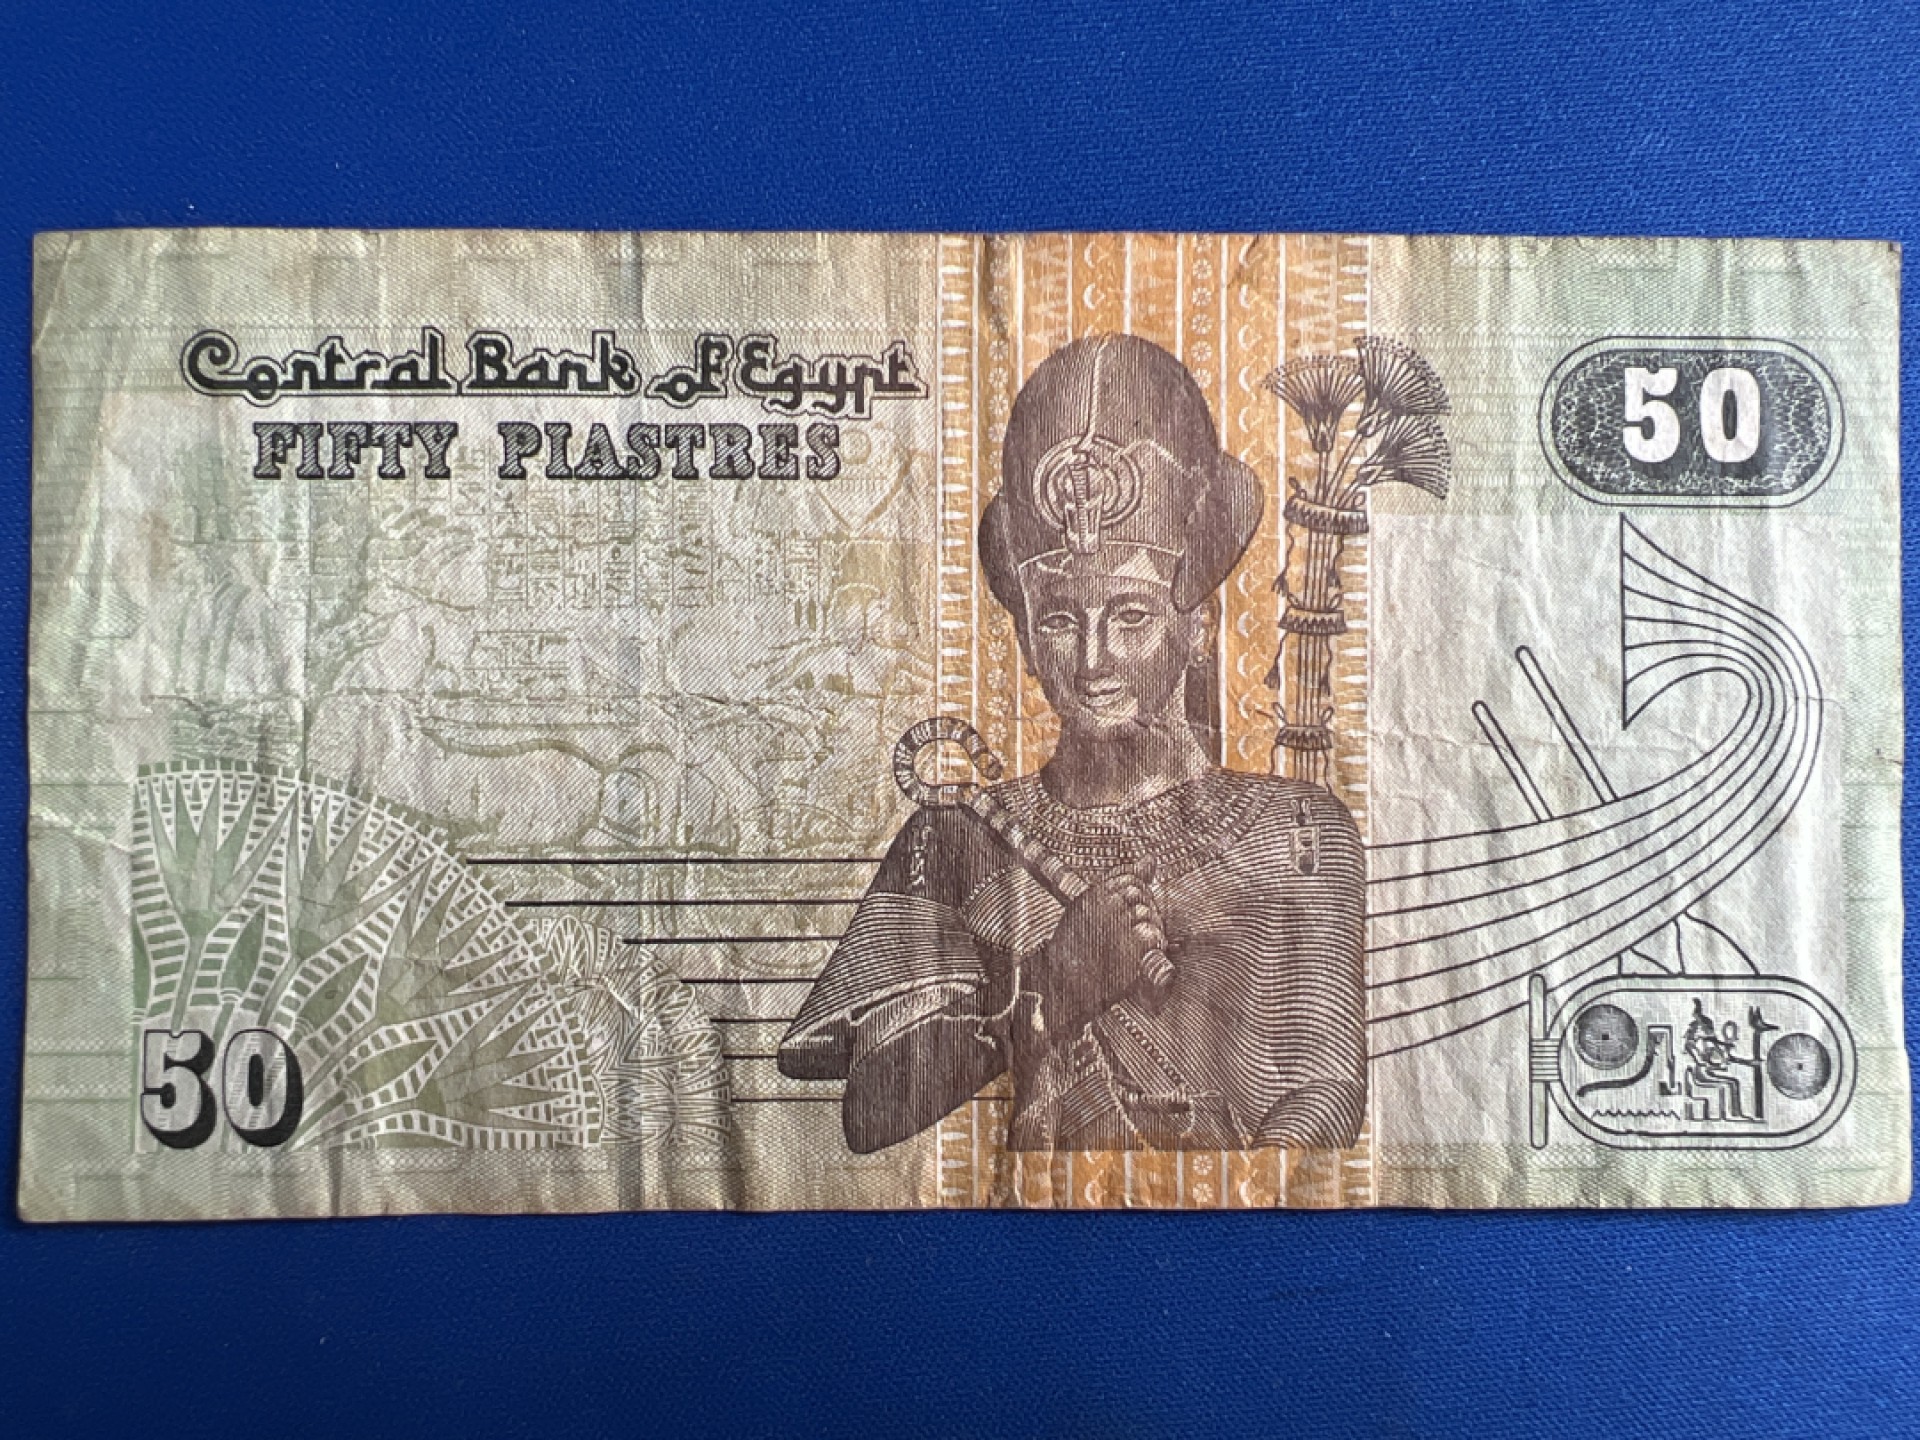 Central Bank of Egypt
FIFTY PIASTRES
50
50